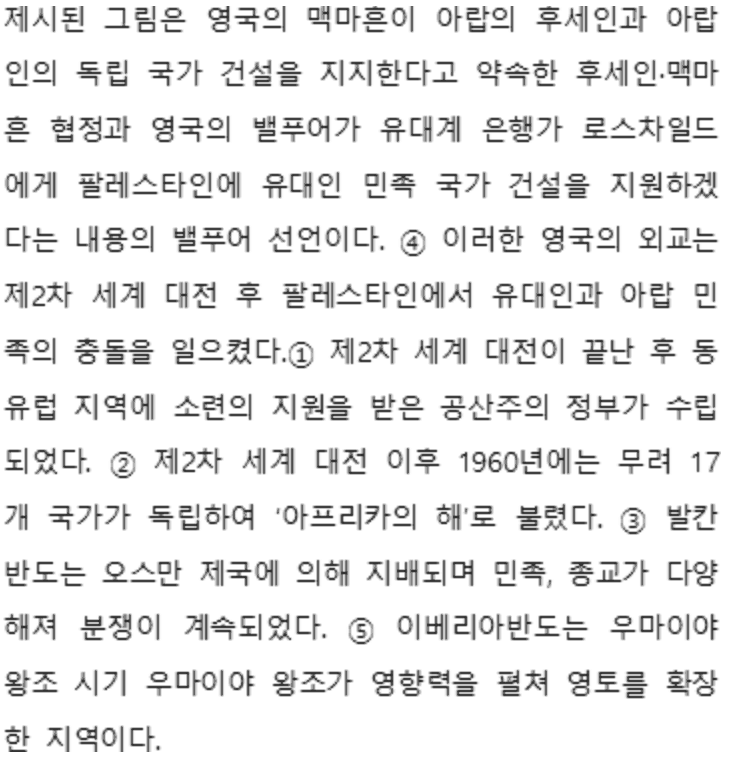 제시된 그림은 영국의 맥마흔이 아랍의 후세인과 아랍
인의 독립 국가 건설을 지지한다고 약속한 후세인·맥마
흔 협정과 영국의 밸푸어가 유대계 은행가 로스차일드
에게 팔레스타인에 유대인 민족 국가 건설을 지원하겠
다는 내용의 밸푸어 선언이다. ④ 이러한 영국의 외교는
제2차 세계 대전 후 팔레스타인에서 유대인과 아랍 민
족의 충돌을 일으켰다.① 제2차 세계 대전이 끝난 후 동
유럽 지역에 소련의 지원을 받은 공산주의 정부가 수립
되었다. ② 제2차 세계 대전 이후 1960년에는 무려 17
개 국가가 독립하여 ‘아프리카의 해’로 불렸다. ③ 발칸
반도는 오스만 제국에 의해 지배되며 민족, 종교가 다양
해져 분쟁이 계속되었다. ⑤ 이베리아반도는 우마이야
왕조 시기 우마이야 왕조가 영향력을 펼쳐 영토를 확장
한 지역이다.